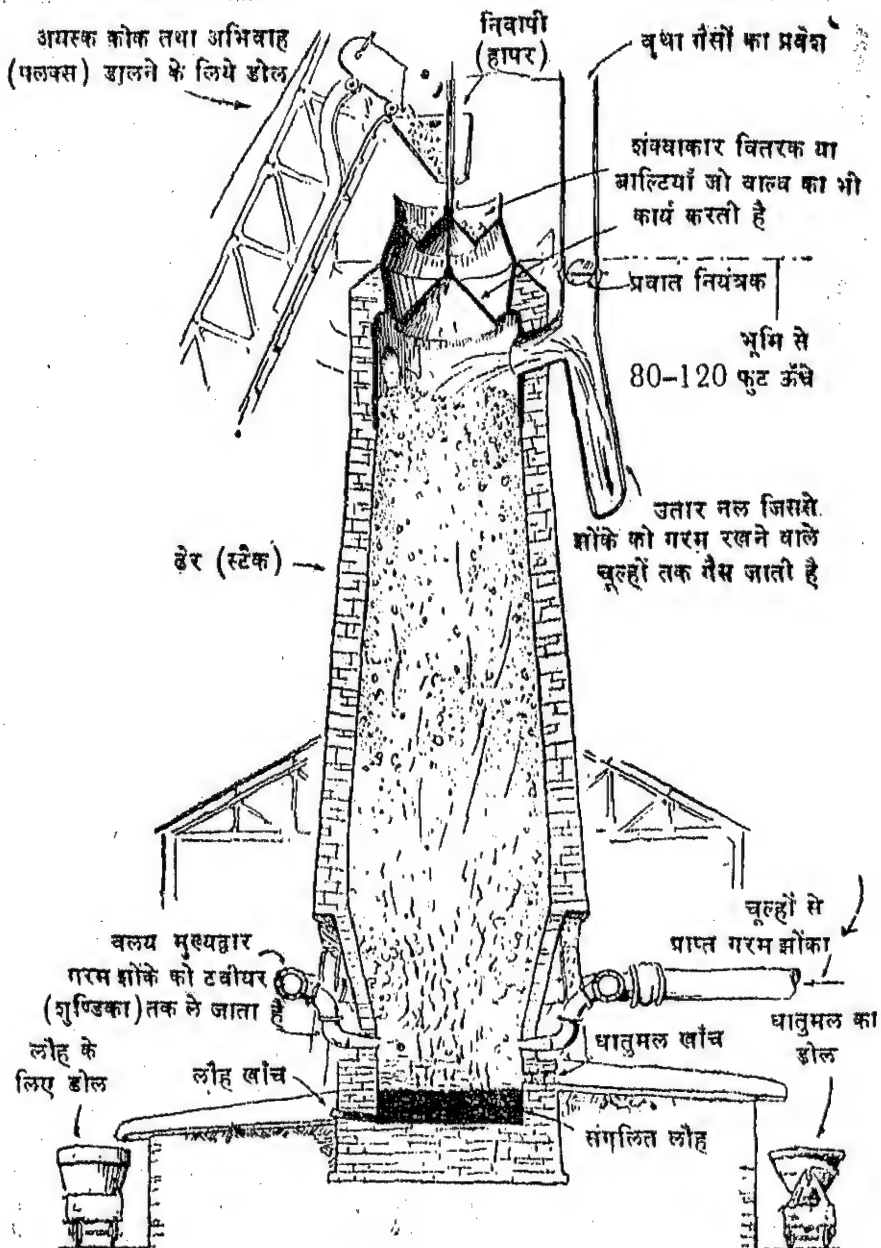 अयस्क कोक तथा अभिवाह
(पलक्स) डालने के लिये डोल
निवापी
(हापर)
वृथा गैसों का प्रवेश
शंक्वाकार वितरक या
बाल्टियाँ जो वाल्व का भी
कार्य करती है
प्रवात नियंत्रक
भूमि से
80-120 फुट ऊँचे
उतार नल जिससे
झोंके को गरम रखने वाले
चूल्हों तक गैस जाती है
ढेर (स्टैक)
चूल्हों से
प्राप्त गरम झोंका
वलय मुख्यद्वार
गरम झोंके को टवीयर
(शुण्डिका) तक ले जाता
धातुमल का
डोल
धातुमल खाँच
लौह के
लिए डोल
लौह खाँच
संगलित लौह